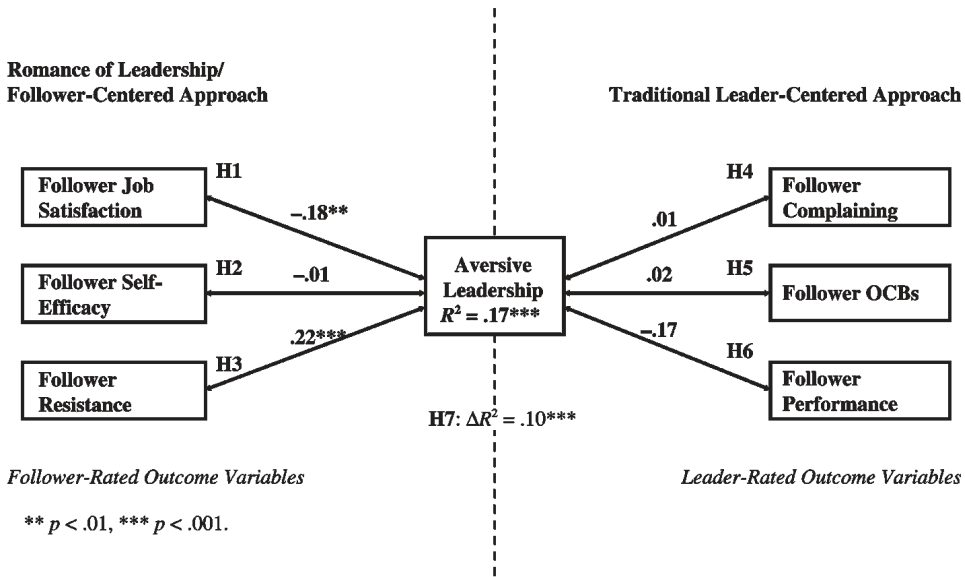 Romance of Leadership/
Follower-Centered Approach
Traditional Leader-Centered Approach
H1
Follower Job
Satisfaction
–.18**
H2
Follower Self-
Efficacy
–.01
H3
Follower
Resistance
.22***
Aversive
Leadership
R² = .17***
H4
Follower
Complaining
.01
H5
Follower OCBs
.02
H6
Follower
Performance
–.17
H7: ΔR² = .10***
Follower-Rated Outcome Variables
Leader-Rated Outcome Variables
** p < .01, *** p < .001.